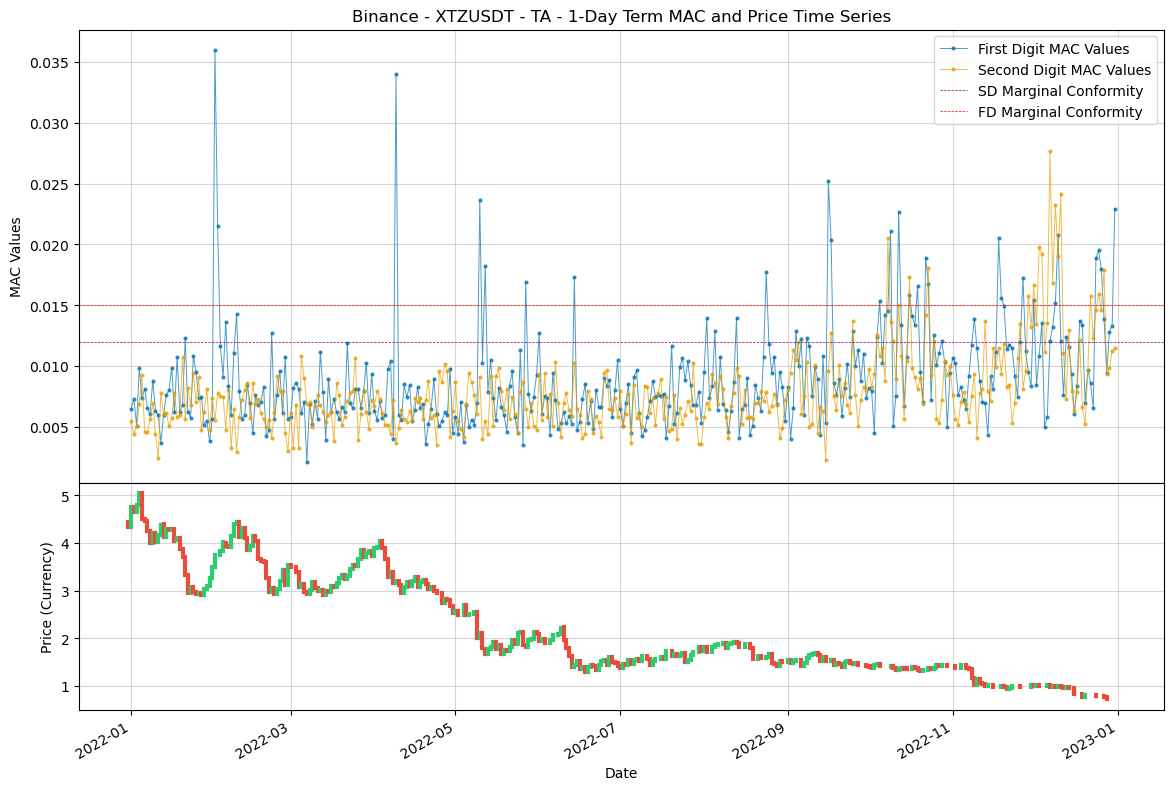 Binance - XTZUSDT - TA - 1-Day Term MAC and Price Time Series
First Digit MAC Values
Second Digit MAC Values
SD Marginal Conformity
FD Marginal Conformity
MAC Values
0.035
0.030
0.025
0.020
0.015
0.010
0.005
Price (Currency)
5
4
3
2
1
2022-01
2022-03
2022-05
2022-07
2022-09
2022-11
2023-01
Date